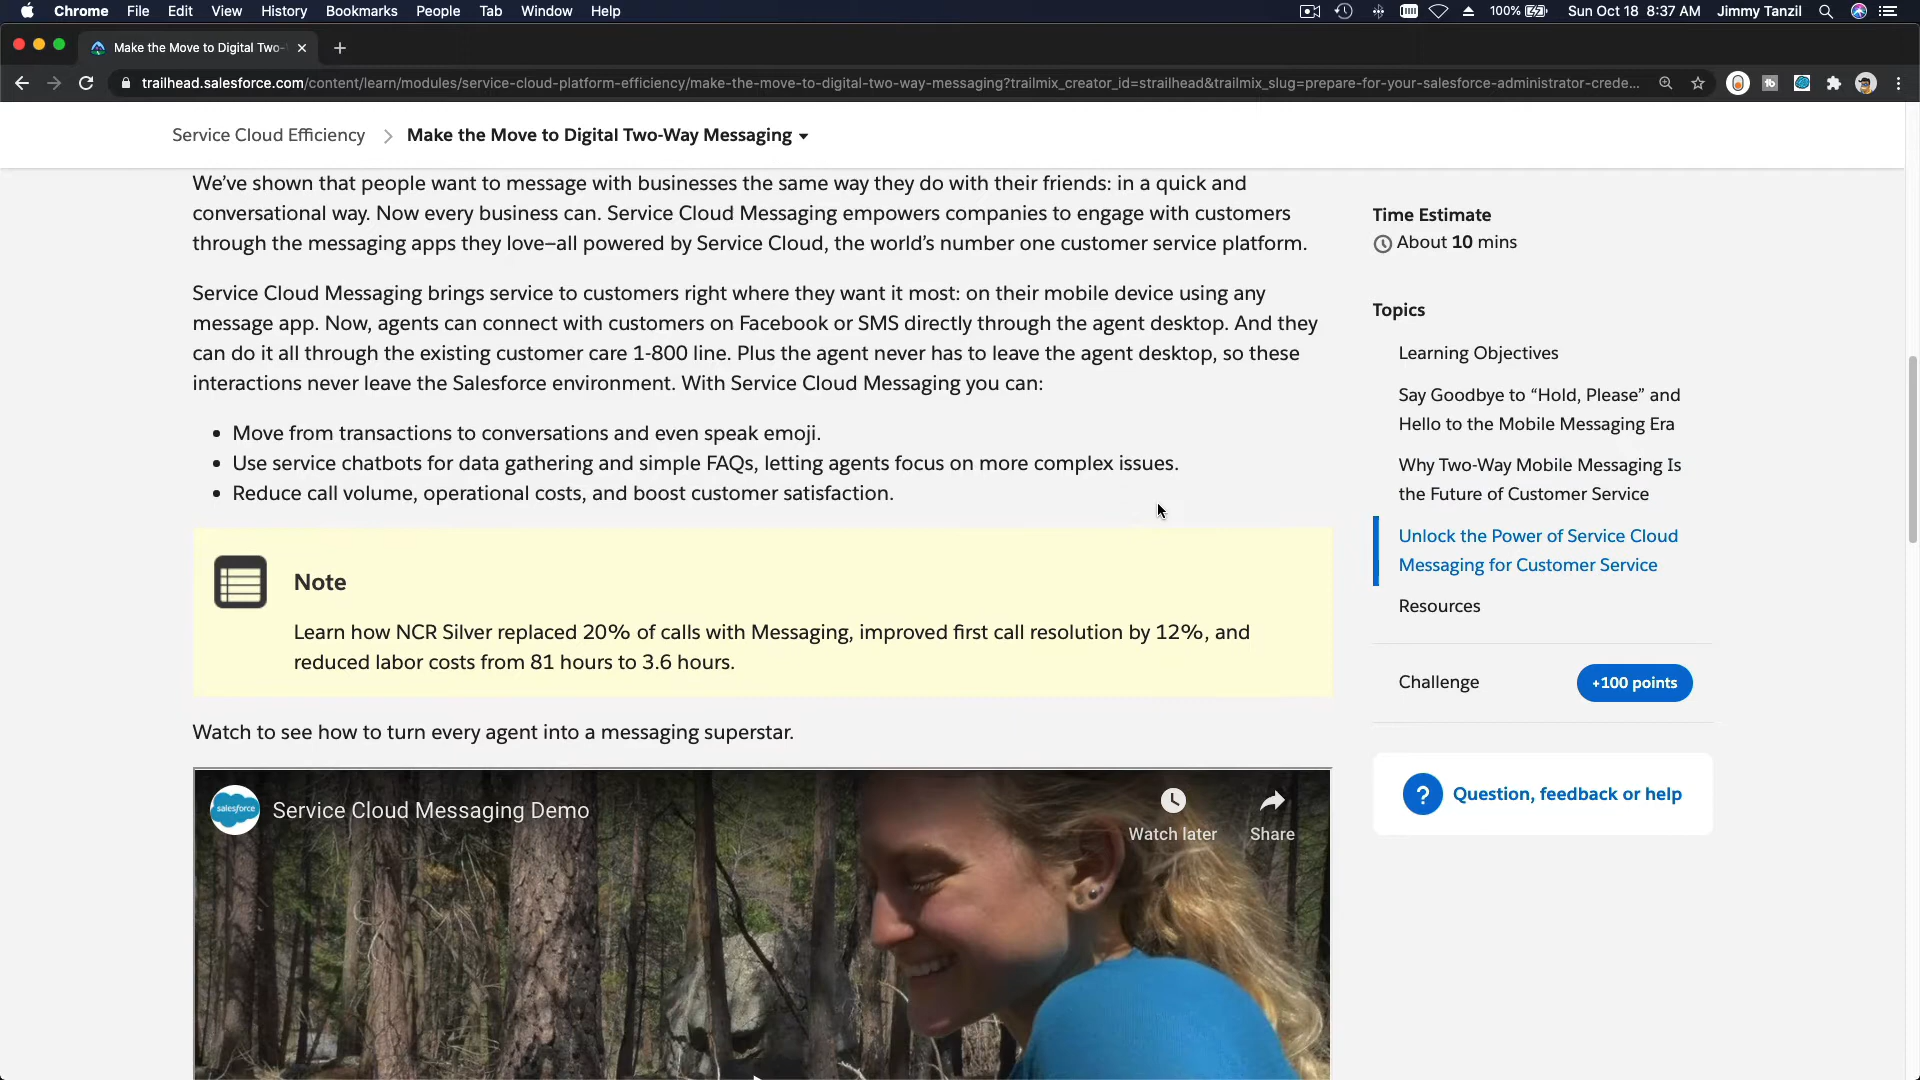 Chrome File Edit View History Bookmarks People Tab Window Help 100% Sun Oct 18 8:37 AM Jimmy Tanzil
Make the Move to Digital Two-
trailhead.salesforce.com/content/learn/modules/service-cloud-platform-efficiency/make-the-move-to-digital-two-way-messaging?trailmix_creator_id=strailhead&trailmix_slug=prepare-for-your-salesforce-administrator-crede...
Service Cloud Efficiency > Make the Move to Digital Two-Way Messaging
We’ve shown that people want to message with businesses the same way they do with their friends: in a quick and
conversational way. Now every business can. Service Cloud Messaging empowers companies to engage with customers
through the messaging apps they love—all powered by Service Cloud, the world’s number one customer service platform.
Service Cloud Messaging brings service to customers right where they want it most: on their mobile device using any
message app. Now, agents can connect with customers on Facebook or SMS directly through the agent desktop. And they
can do it all through the existing customer care 1-800 line. Plus the agent never has to leave the agent desktop, so these
interactions never leave the Salesforce environment. With Service Cloud Messaging you can:
• Move from transactions to conversations and even speak emoji.
• Use service chatbots for data gathering and simple FAQs, letting agents focus on more complex issues.
• Reduce call volume, operational costs, and boost customer satisfaction.
Note
Learn how NCR Silver replaced 20% of calls with Messaging, improved first call resolution by 12%, and
reduced labor costs from 81 hours to 3.6 hours.
Watch to see how to turn every agent into a messaging superstar.
salesforce
Service Cloud Messaging Demo
Watch later
Share
Time Estimate
About 10 mins
Topics
Learning Objectives
Say Goodbye to “Hold, Please” and
Hello to the Mobile Messaging Era
Why Two-Way Mobile Messaging Is
the Future of Customer Service
Unlock the Power of Service Cloud
Messaging for Customer Service
Resources
Challenge
+100 points
? Question, feedback or help